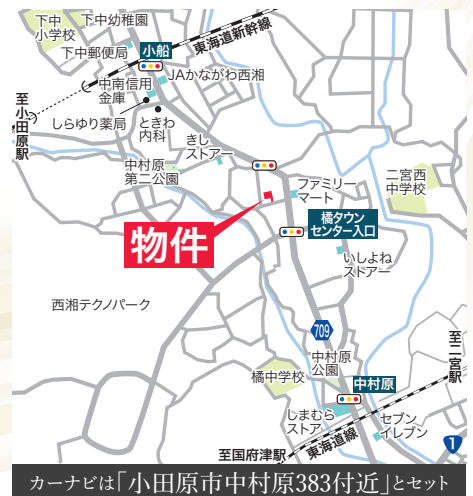 下中
小学校
下中幼稚園
下中郵便局
小船
東海道新幹線
JAかながわ西湘
中南信用
金庫
至小田原駅
しらゆり薬局
ときわ
内科
きし
ストアー
中村原
第二公園
ファミリー
マート
二宮西
中学校
物件
橘タウン
センター入口
いしよね
ストアー
西湘テクノパーク
709
至二宮駅
中村原
公園
橘中学校
中村原
しまむら
ストア
セブン
イレブン
至国府津駅
東海道線
1
カーナビは「小田原市中村原383付近」とセット